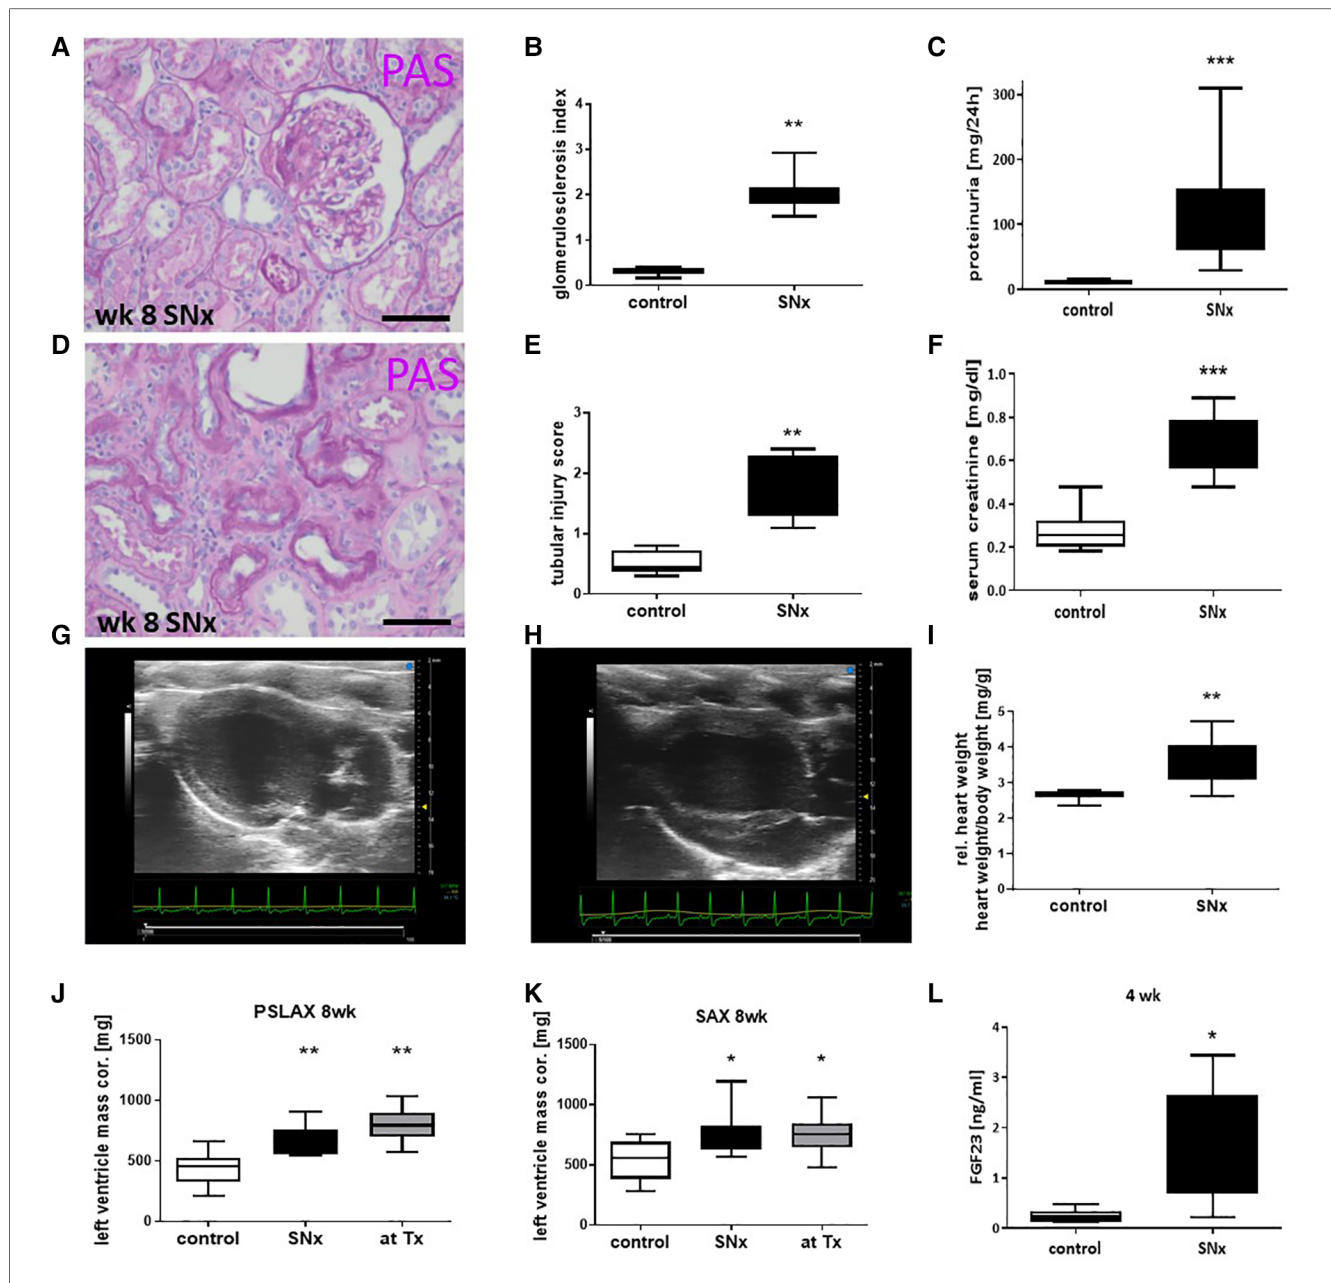 A
PAS
wk 8 SNx
B
glomerulosclerosis index
4
3
2
1
0
**
control
SNx
C
proteinuria [mg/24h]
300
200
100
0
***
control
SNx
D
PAS
wk 8 SNx
E
tubular injury score
3
2
1
0
**
control
SNx
F
serum creatinine [mg/dl]
1.0
0.8
0.6
0.4
0.2
0.0
***
control
SNx
G
H
I
rel. heart weight
heart weight/body weight [mg/g]
5
4
3
2
1
0
**
control
SNx
J
PSLAX 8wk
left ventricle mass cor. [mg]
1500
1000
500
0
**
**
control
SNx
at Tx
K
SAX 8wk
left ventricle mass cor. [mg]
1500
1000
500
0
*
*
control
SNx
at Tx
L
4 wk
FGF23 [ng/ml]
4
3
2
1
0
*
control
SNx